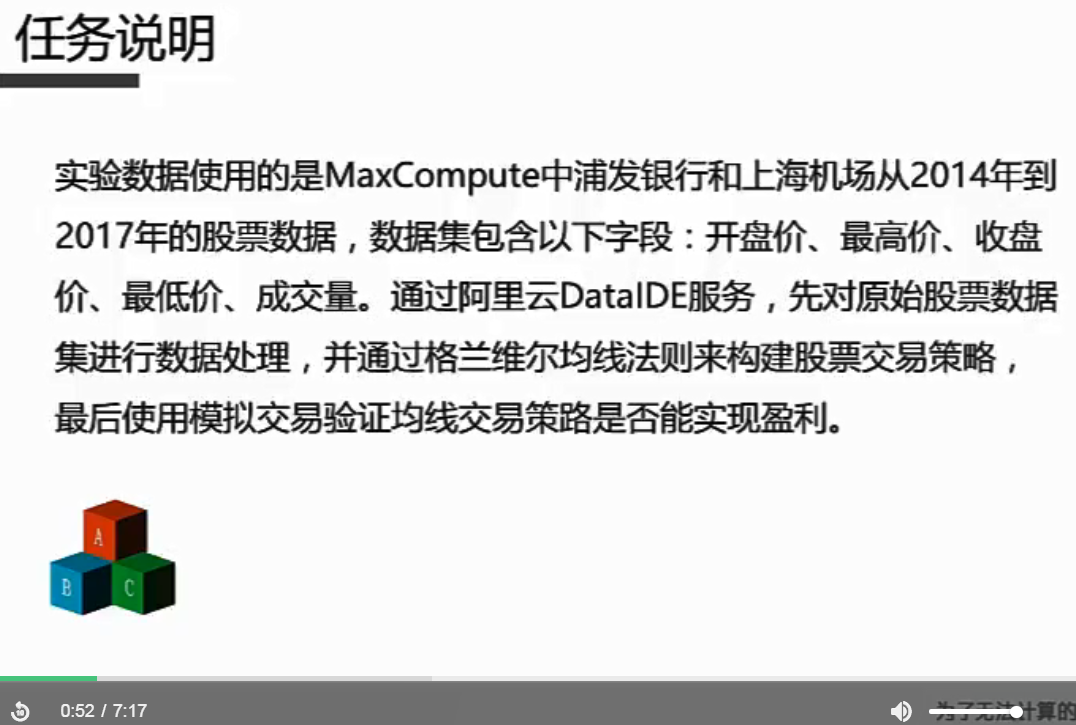 任务说明
实验数据使用的是MaxCompute中浦发银行和上海机场从2014年到
2017年的股票数据，数据集包含以下字段：开盘价、最高价、收盘
价、最低价、成交量。通过阿里云DataIDE服务，先对原始股票数据
集进行数据处理，并通过格兰维尔均线法则来构建股票交易策略，
最后使用模拟交易验证均线交易策路是否能实现盈利。
A
B C
0:52 / 7:17
为了无法计算的